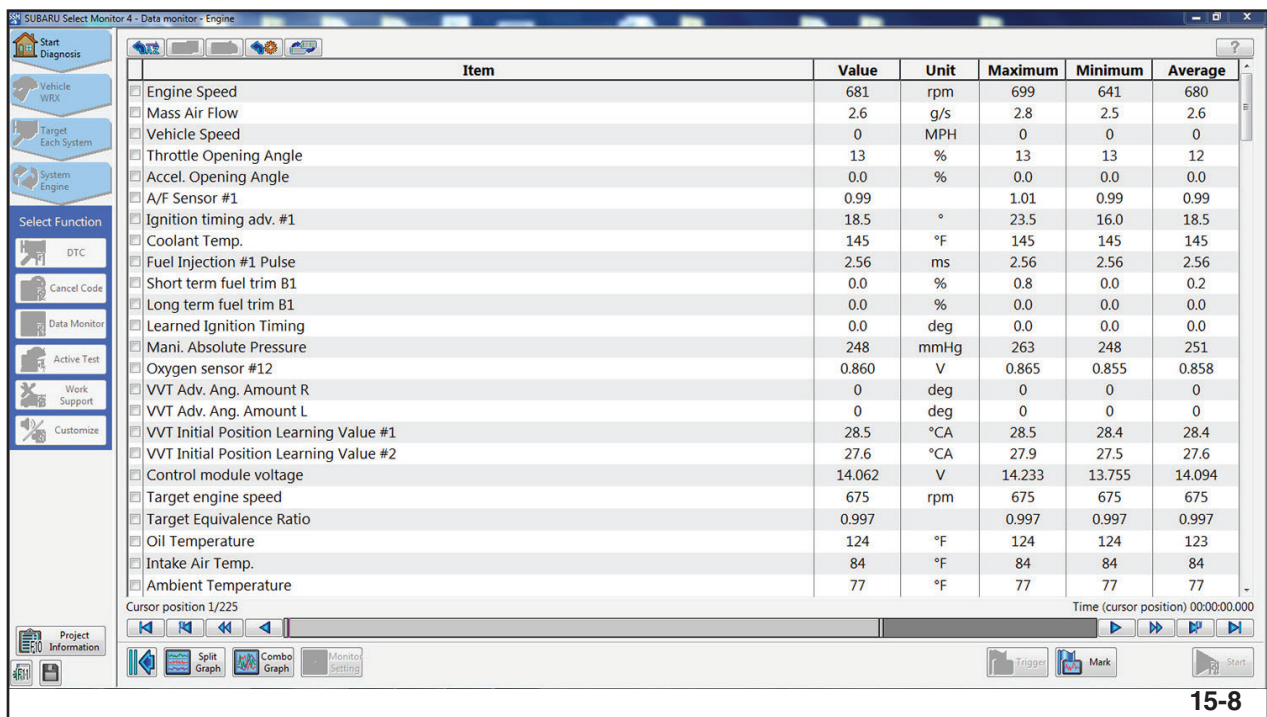 SUBARU Select Monitor 4 - Data monitor - Engine
Start
Diagnosis
Vehicle
WRX
Target
Each System
System
Engine
Select Function
DTC
Cancel Code
Data Monitor
Active Test
Work
Support
Customize
Project
Information
?
Item Value Unit Maximum Minimum Average
Engine Speed 681 rpm 699 641 680
Mass Air Flow 2.6 g/s 2.8 2.5 2.6
Vehicle Speed 0 MPH 0 0 0
Throttle Opening Angle 13 % 13 13 12
Accel. Opening Angle 0.0 % 0.0 0.0 0.0
A/F Sensor #1 0.99 1.01 0.99 0.99
Ignition timing adv. #1 18.5 ° 23.5 16.0 18.5
Coolant Temp. 145 °F 145 145 145
Fuel Injection #1 Pulse 2.56 ms 2.56 2.56 2.56
Short term fuel trim B1 0.0 % 0.8 0.0 0.2
Long term fuel trim B1 0.0 % 0.0 0.0 0.0
Learned Ignition Timing 0.0 deg 0.0 0.0 0.0
Mani. Absolute Pressure 248 mmHg 263 248 251
Oxygen sensor #12 0.860 V 0.865 0.855 0.858
VVT Adv. Ang. Amount R 0 deg 0 0 0
VVT Adv. Ang. Amount L 0 deg 0 0 0
VVT Initial Position Learning Value #1 28.5 °CA 28.5 28.4 28.4
VVT Initial Position Learning Value #2 27.6 °CA 27.9 27.5 27.6
Control module voltage 14.062 V 14.233 13.755 14.094
Target engine speed 675 rpm 675 675 675
Target Equivalence Ratio 0.997 0.997 0.997 0.997
Oil Temperature 124 °F 124 124 123
Intake Air Temp. 84 °F 84 84 84
Ambient Temperature 77 °F 77 77 77
Cursor position 1/225 Time (cursor position) 00:00:00.000
Split
Graph
Combo
Graph
Monitor
Setting
Trigger
Mark
Start
15-8